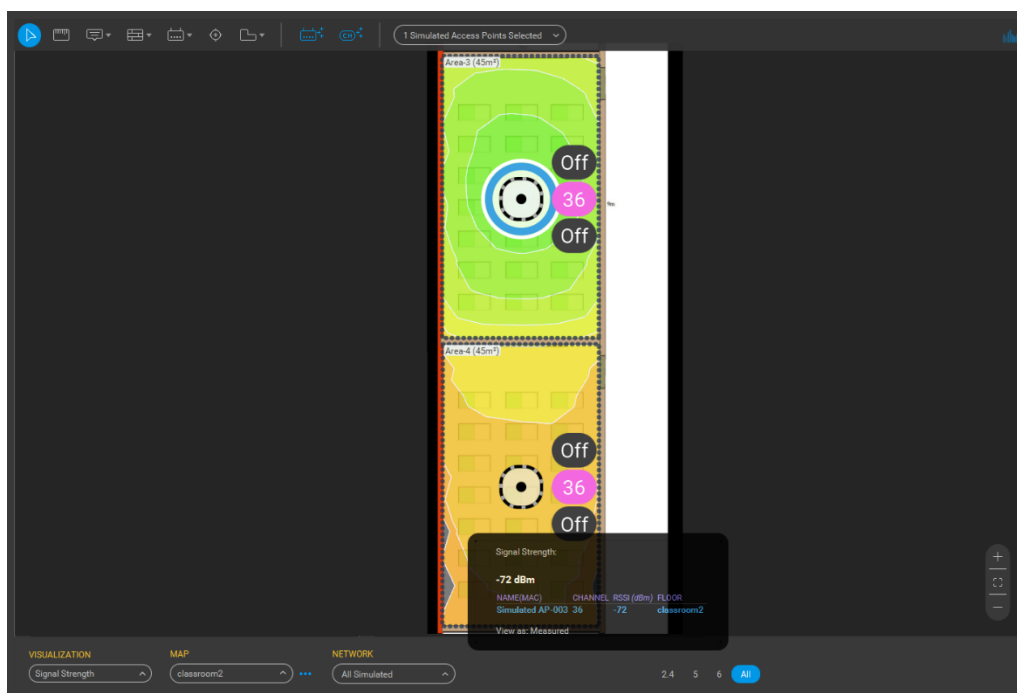 CH
1 Simulated Access Points Selected
Area-3 (45m²)
Off
36
Off
Area-4 (45m²)
Off
36
Off
Signal Strength:
-72 dBm
NAME(MAC) CHANNEL RSSI (dBm) FLOOR
Simulated AP-003 36 -72 classroom2
View as: Measured
VISUALIZATION MAP NETWORK
Signal Strength classroom2 All Simulated 2.4 5 6 All